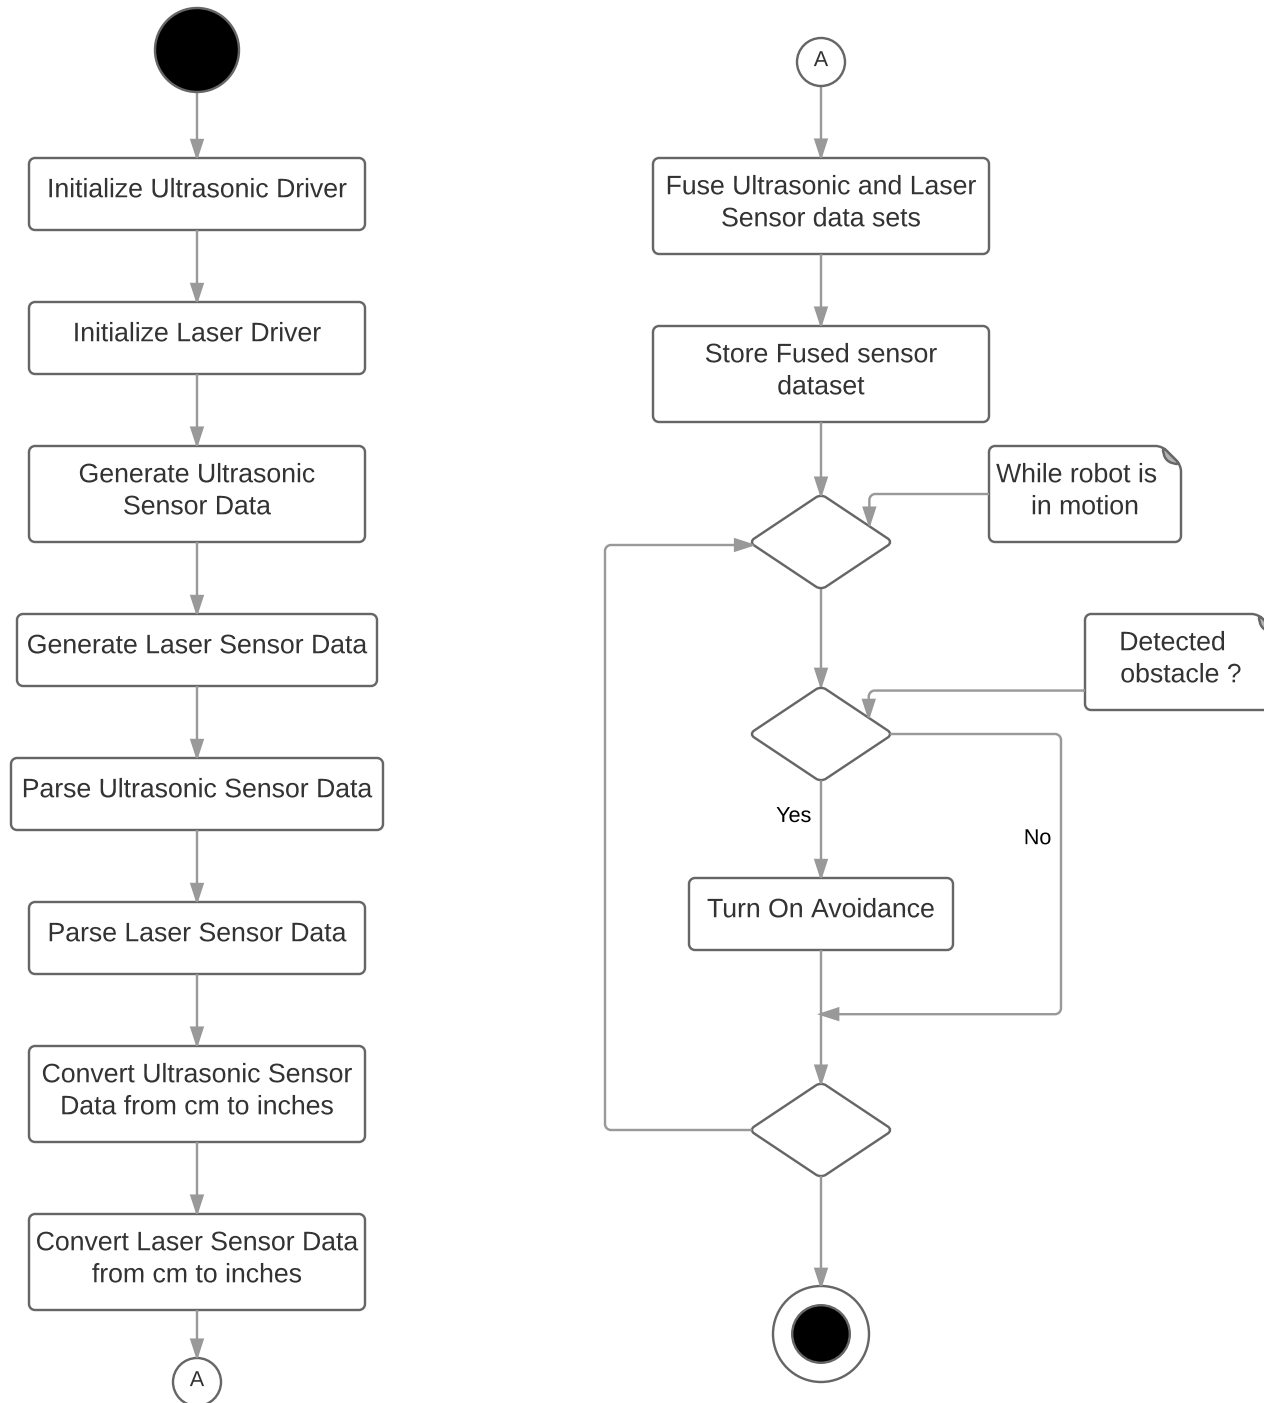 Initialize Ultrasonic Driver
Initialize Laser Driver
Generate Ultrasonic
Sensor Data
Generate Laser Sensor Data
Parse Ultrasonic Sensor Data
Parse Laser Sensor Data
Convert Ultrasonic Sensor
Data from cm to inches
Convert Laser Sensor Data
from cm to inches
A
A
Fuse Ultrasonic and Laser
Sensor data sets
Store Fused sensor
dataset
While robot is
in motion
Detected
obstacle ?
Yes
No
Turn On Avoidance